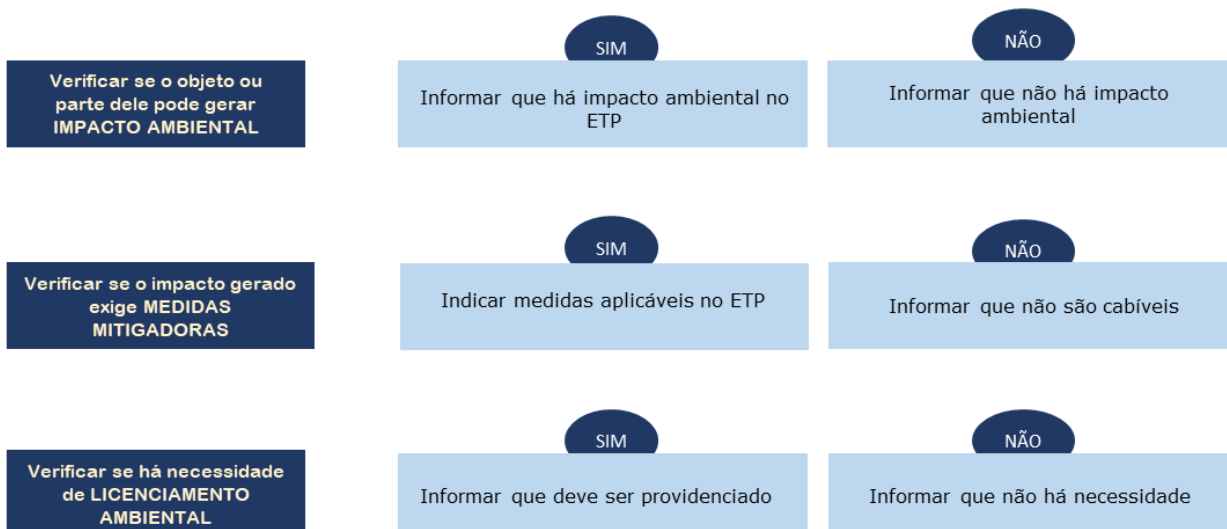 SIM
NÃO
Verificar se o objeto ou
parte dele pode gerar
IMPACTO AMBIENTAL
Informar que há impacto ambiental no
ETP
Informar que não há impacto
ambiental
SIM
NÃO
Verificar se o impacto gerado
exige MEDIDAS
MITIGADORAS
Indicar medidas aplicáveis no ETP
Informar que não são cabíveis
SIM
NÃO
Verificar se há necessidade
de LICENCIAMENTO
AMBIENTAL
Informar que deve ser providenciado
Informar que não há necessidade